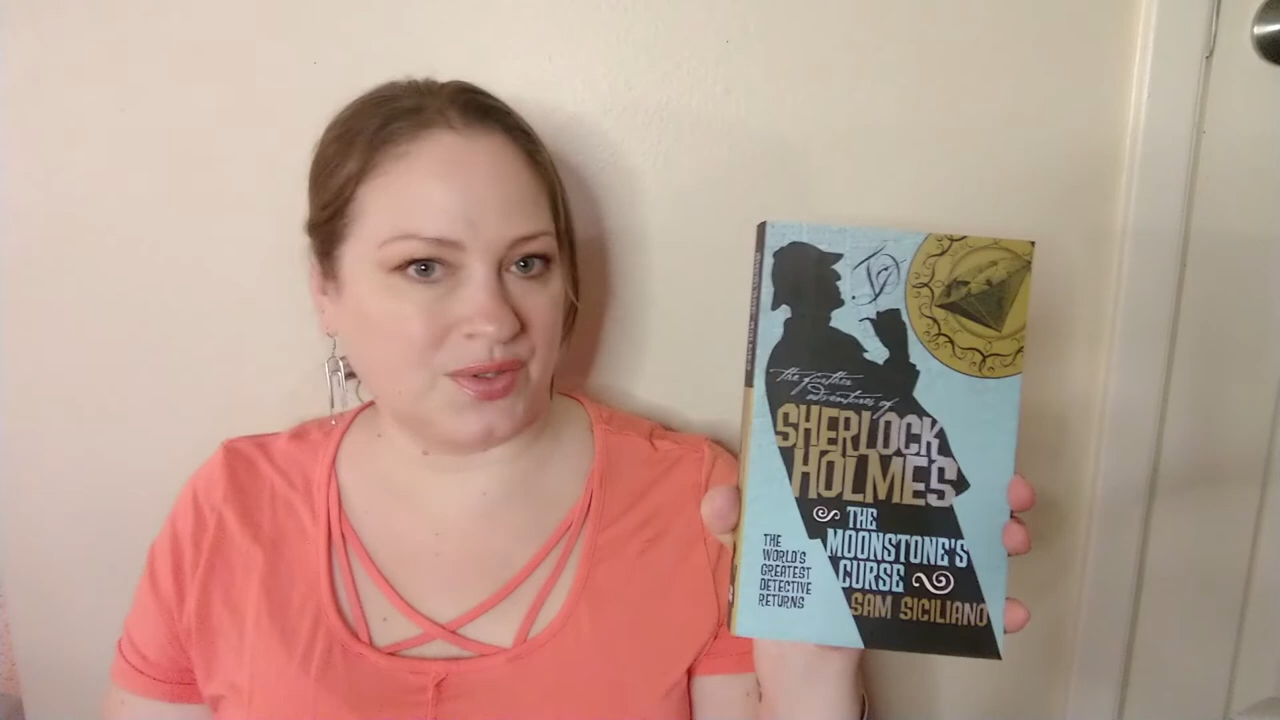 the further
adventures of
SHERLOCK
HOLMES
THE
MOONSTONE'S
CURSE
THE
WORLD'S
GREATEST
DETECTIVE
RETURNS
SAM SICILIANO